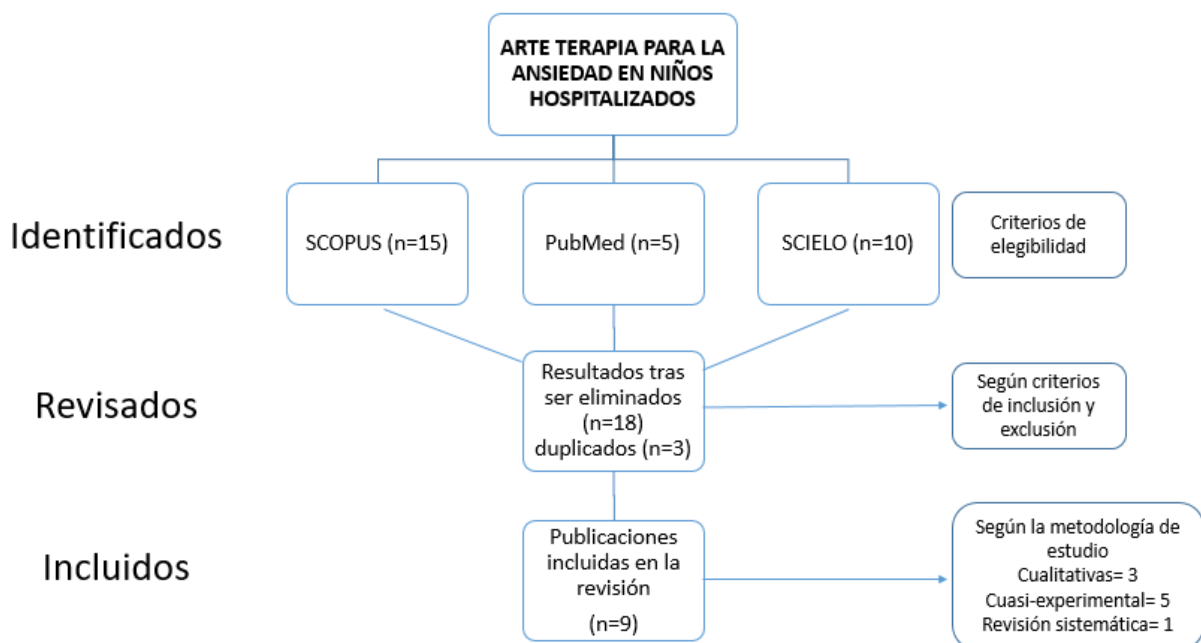 ARTE TERAPIA PARA LA
ANSIEDAD EN NIÑOS
HOSPITALIZADOS
Identificados
SCOPUS (n=15)
PubMed (n=5)
SCIELO (n=10)
Criterios de
elegibilidad
Revisados
Resultados tras
ser eliminados
(n=18)
duplicados (n=3)
Según criterios
de inclusión y
exclusión
Incluidos
Publicaciones
incluidas en la
revisión
(n=9)
Según la metodología de
estudio
Cualitativas= 3
Cuasi-experimental= 5
Revisión sistemática= 1